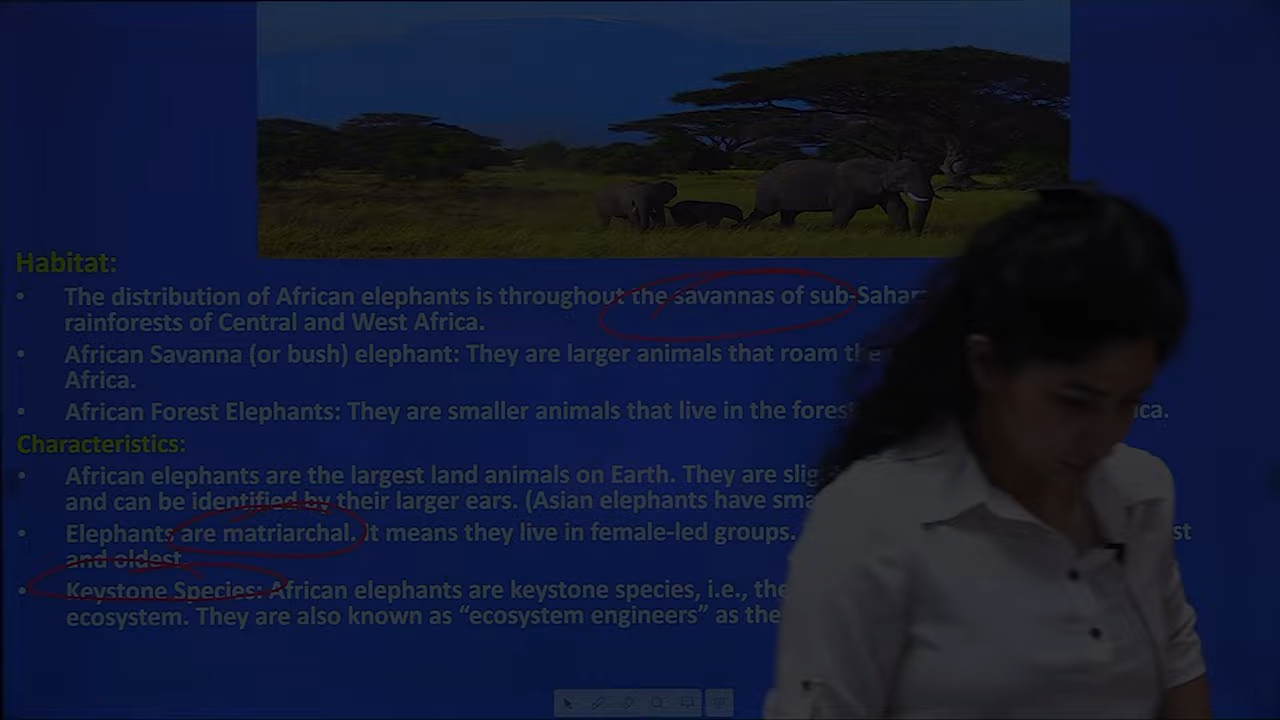 Habitat:
• The distribution of African elephants is throughout the savannas of sub-Sahar
rainforests of Central and West Africa.
• African Savanna (or bush) elephant: They are larger animals that roam the
Africa.
• African Forest Elephants: They are smaller animals that live in the forest ica.
Characteristics:
• African elephants are the largest land animals on Earth. They are slig
and can be identified by their larger ears. (Asian elephants have sma
• Elephants are matriarchal. It means they live in female-led groups. st
and oldest.
• Keystone Species: African elephants are keystone species, i.e., the
ecosystem. They are also known as “ecosystem engineers” as the